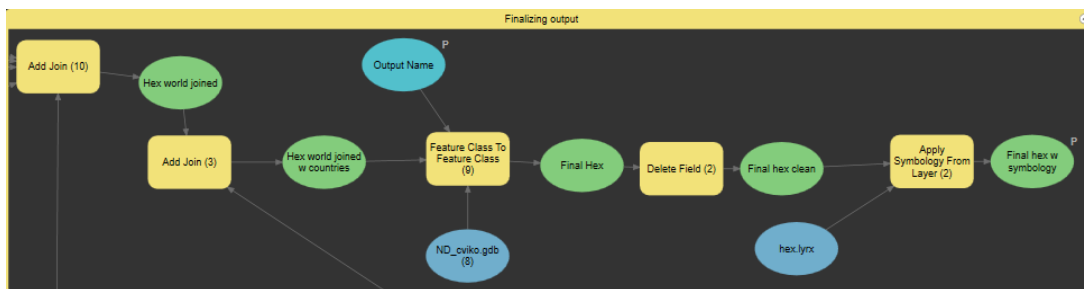 Finalizing output
Add Join (10)
Hex world joined
Output Name
P
Add Join (3)
Hex world joined
w countries
Feature Class To
Feature Class
(9)
Final Hex
Delete Field (2)
Final hex clean
Apply
Symbology From
Layer (2)
Final hex w
symbology
P
ND_cviko.gdb
(8)
hex.lyrx